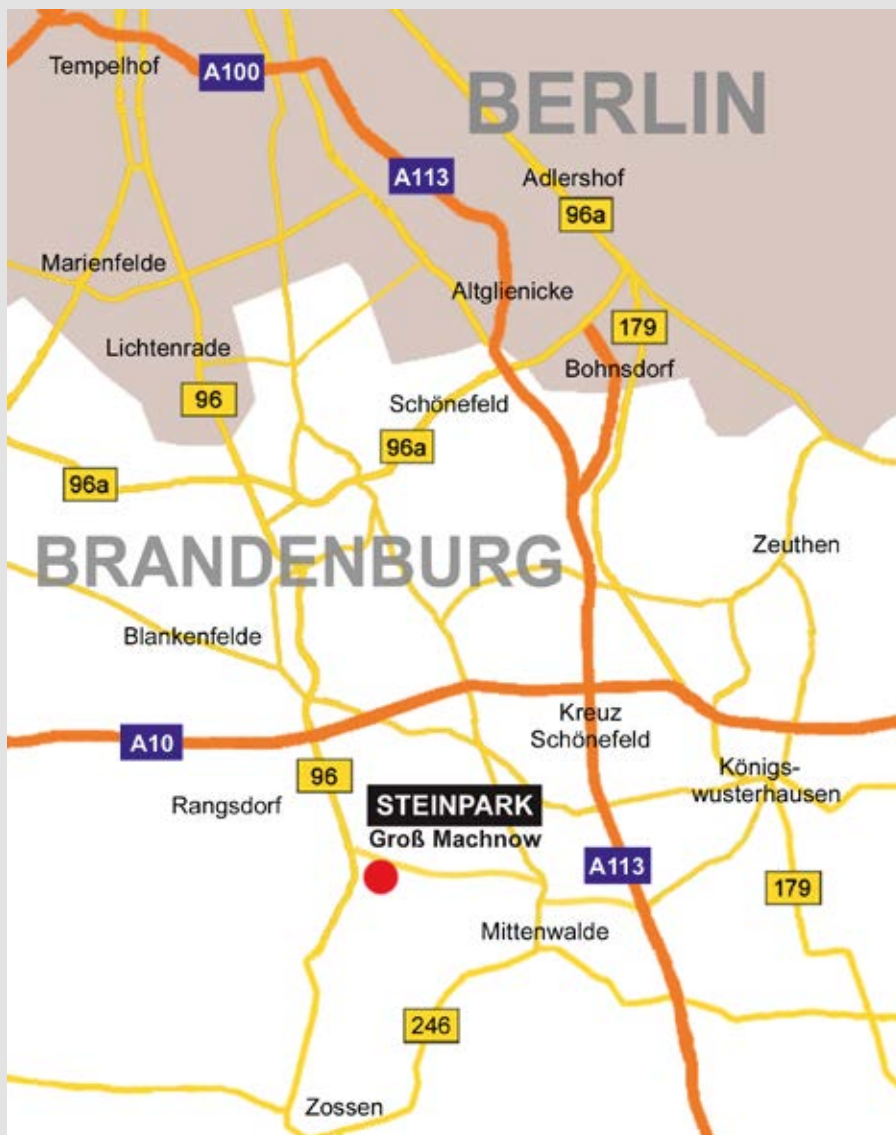 Tempelhof
A100
BERLIN
A113
Adlershof
96a
Marienfelde
Altglienicke
179
Lichtenrade
Bohnsdorf
96
Schönefeld
96a
96a
BRANDENBURG
Zeuthen
Blankenfelde
Kreuz
Schönefeld
A10
96
Königs-
wusterhausen
Rangsdorf
STEINPARK
Groß Machnow
A113
179
Mittenwalde
246
Zossen